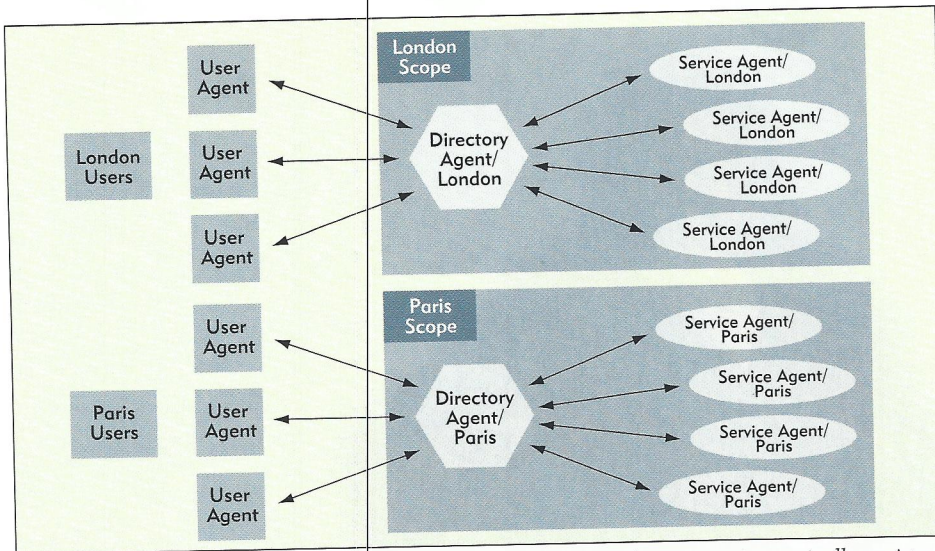 London
Scope
User
Agent
Service Agent/
London
Service Agent/
London
London
Users
User
Agent
Directory
Agent/
London
Service Agent/
London
User
Agent
Service Agent/
London
Paris
Scope
User
Agent
Service Agent/
Paris
Service Agent/
Paris
Paris
Users
User
Agent
Directory
Agent/
Paris
Service Agent/
Paris
User
Agent
Service Agent/
Paris